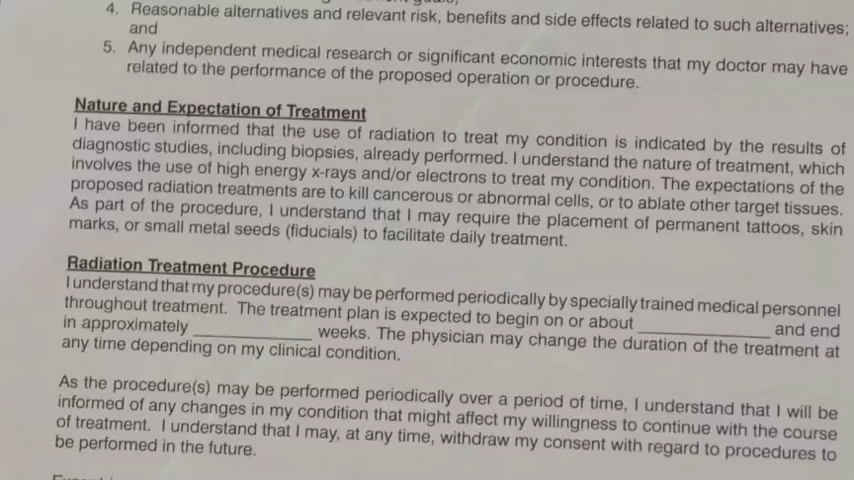 4. Reasonable alternatives and relevant risk, benefits and side effects related to such alternatives;
and
5. Any independent medical research or significant economic interests that my doctor may have
related to the performance of the proposed operation or procedure.
Nature and Expectation of Treatment
I have been informed that the use of radiation to treat my condition is indicated by the results of
diagnostic studies, including biopsies, already performed. I understand the nature of treatment, which
involves the use of high energy x-rays and/or electrons to treat my condition. The expectations of the
proposed radiation treatments are to kill cancerous or abnormal cells, or to ablate other target tissues.
As part of the procedure, I understand that I may require the placement of permanent tattoos, skin
marks, or small metal seeds (fiducials) to facilitate daily treatment.
Radiation Treatment Procedure
I understand that my procedure(s) may be performed periodically by specially trained medical personnel
throughout treatment. The treatment plan is expected to begin on or about ____________ and end
in approximately ____________ weeks. The physician may change the duration of the treatment at
any time depending on my clinical condition.
As the procedure(s) may be performed periodically over a period of time, I understand that I will be
informed of any changes in my condition that might affect my willingness to continue with the course
of treatment. I understand that I may, at any time, withdraw my consent with regard to procedures to
be performed in the future.